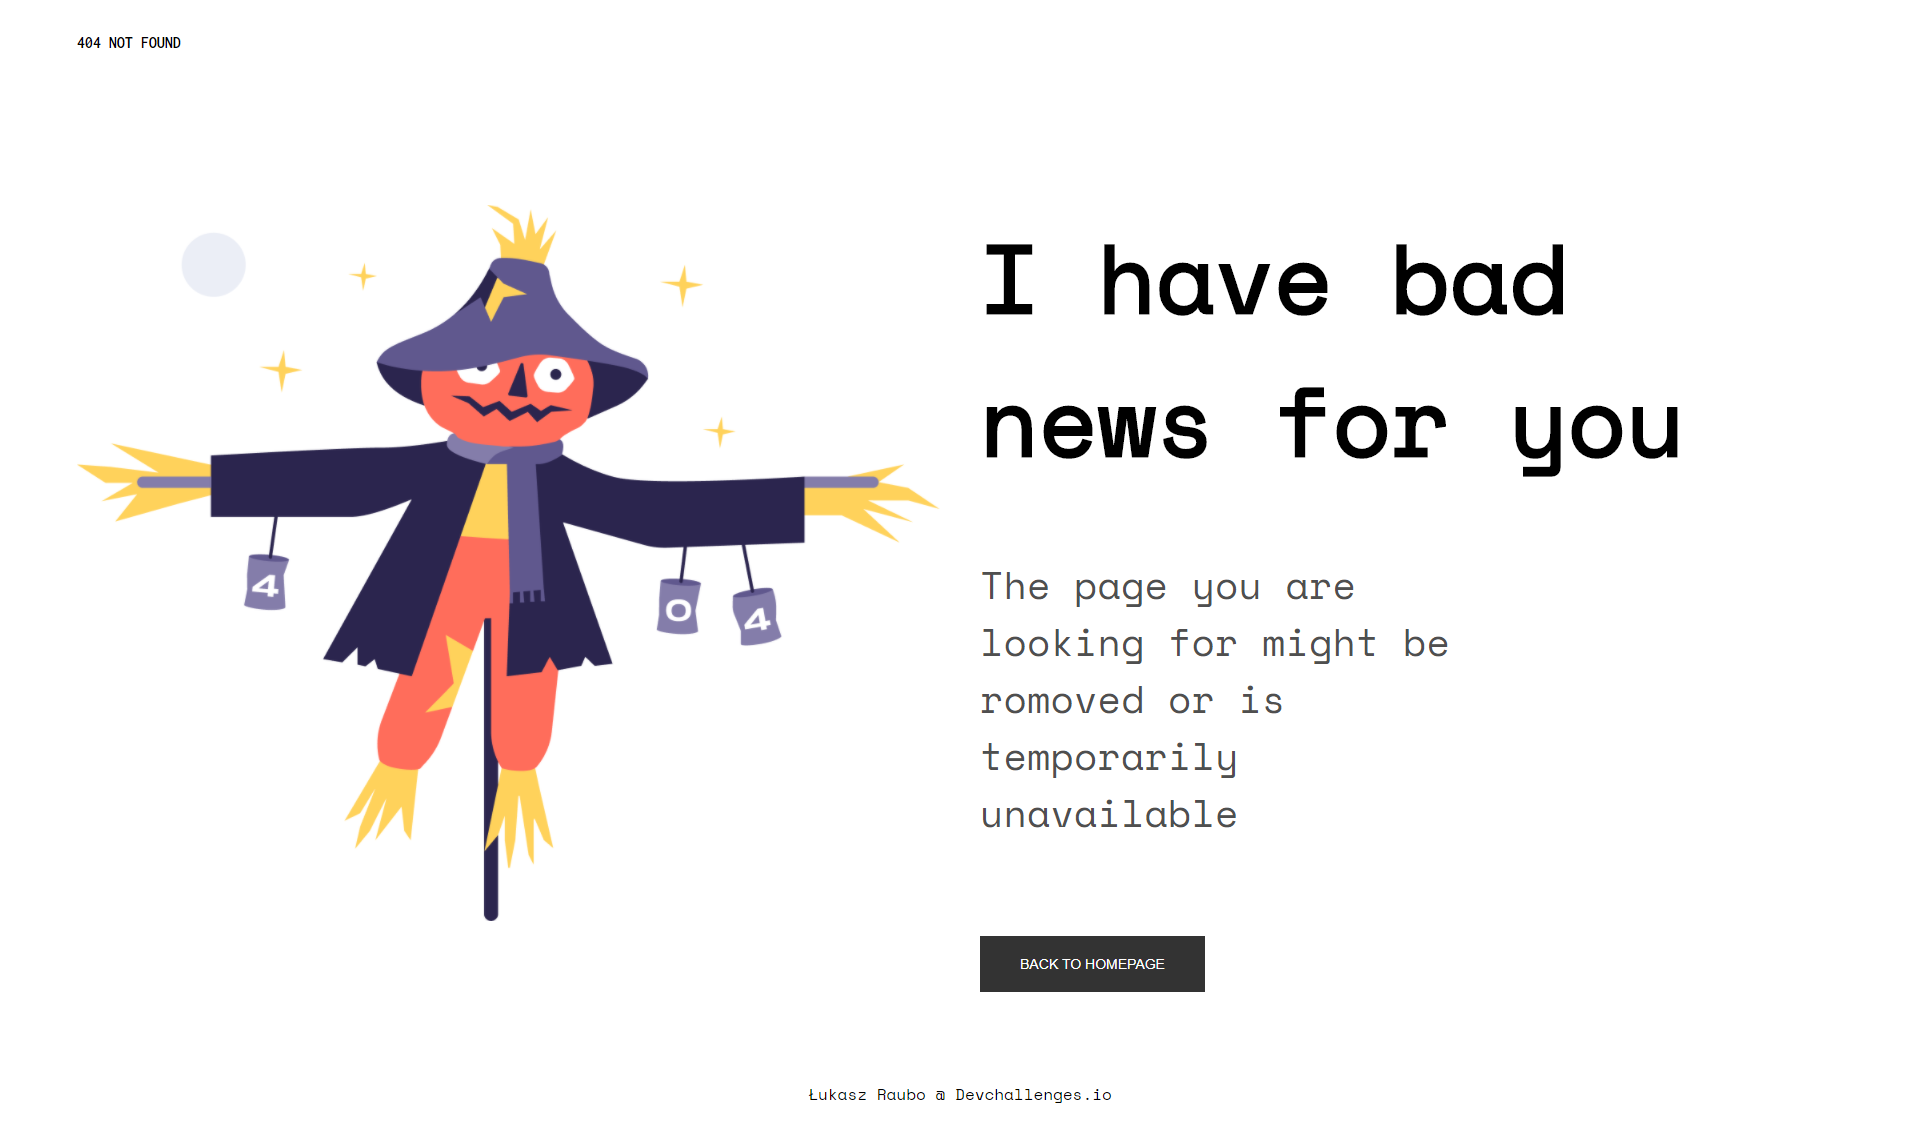 404 NOT FOUND
I have bad
news for you
4
0
4
The page you are
looking for might be
romoved or is
temporarily
unavailable
BACK TO HOMEPAGE
Łukasz Raubo @ Devchallenges.io